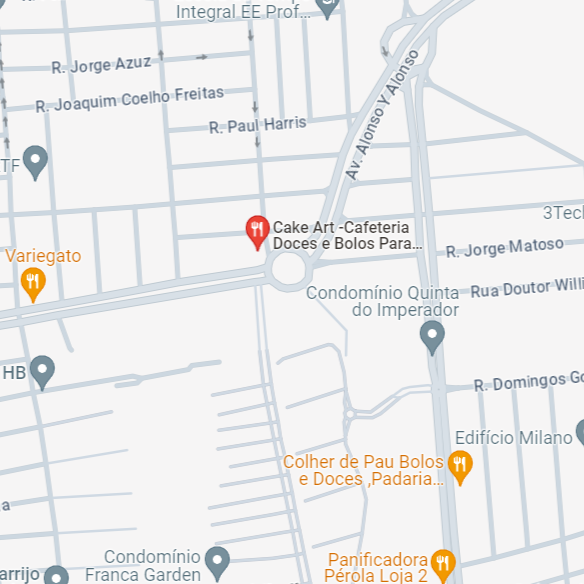 Integral EE Prof...
R. Jorge Azuz
R. Joaquim Coelho Freitas
R. Paul Harris
Av. Alonso Y Alonso
TF
3Tech
Cake Art -Cafeteria
Doces e Bolos Para...
Variegato
R. Jorge Matoso
Rua Doutor Willi
Condomínio Quinta
do Imperador
HB
R. Domingos Go
Edifício Milano
Colher de Pau Bolos
e Doces ,Padaria...
a
Condomínio
Franca Garden
arrijo
Panificadora
Pérola Loja 2